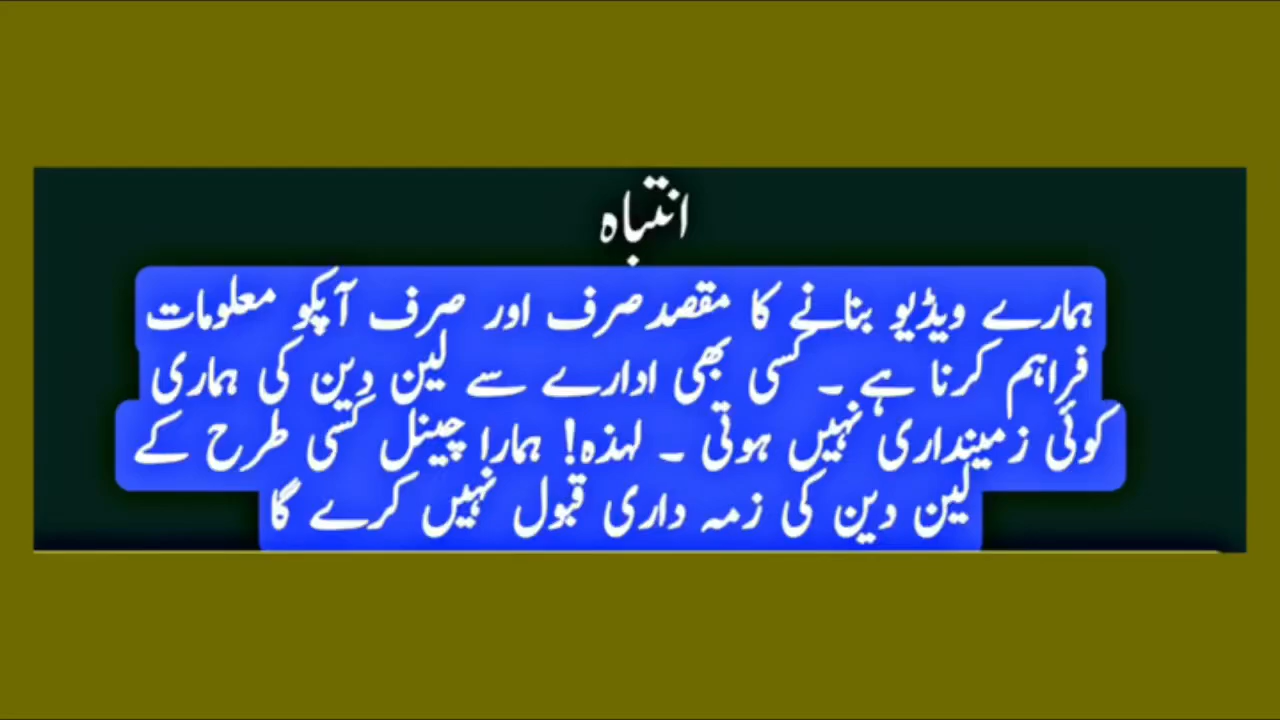 انتباہ
ہمارے ویڈیو بنانے کا مقصد صرف اور صرف آپکو معلومات
فراہم کرنا ہے ۔ کسی بھی ادارے سے لین دین کی ہماری
کوئی زمینداری نہیں ہوتی ۔ لہذہ! ہمارا چینل کسی طرح کے
لین دین کی زمہ داری قبول نہیں کرے گا